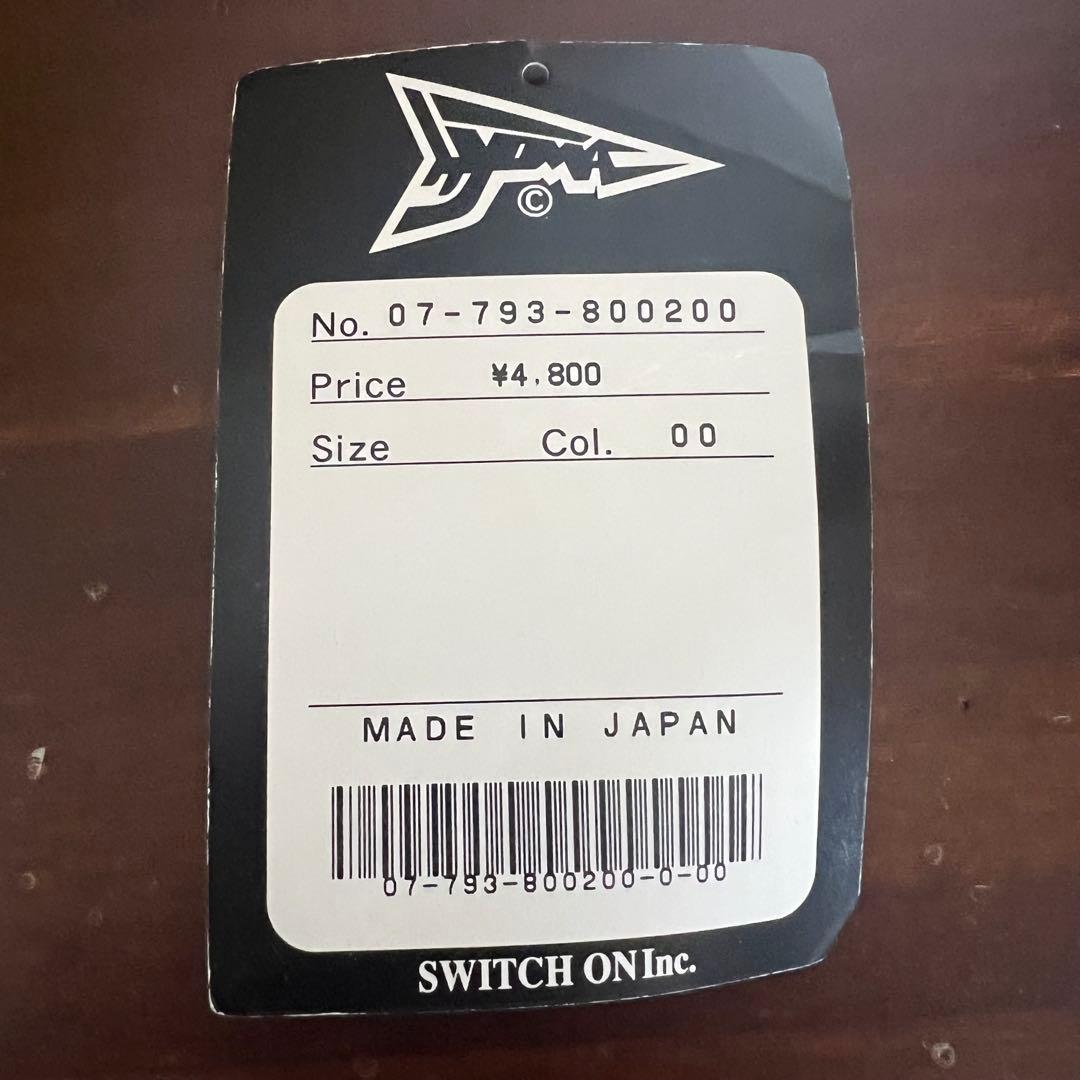 ©
No. 07-793-800200
Price ¥4,800
Size Col. 00
MADE IN JAPAN
07-793-800200-0-00
SWITCH ON Inc.